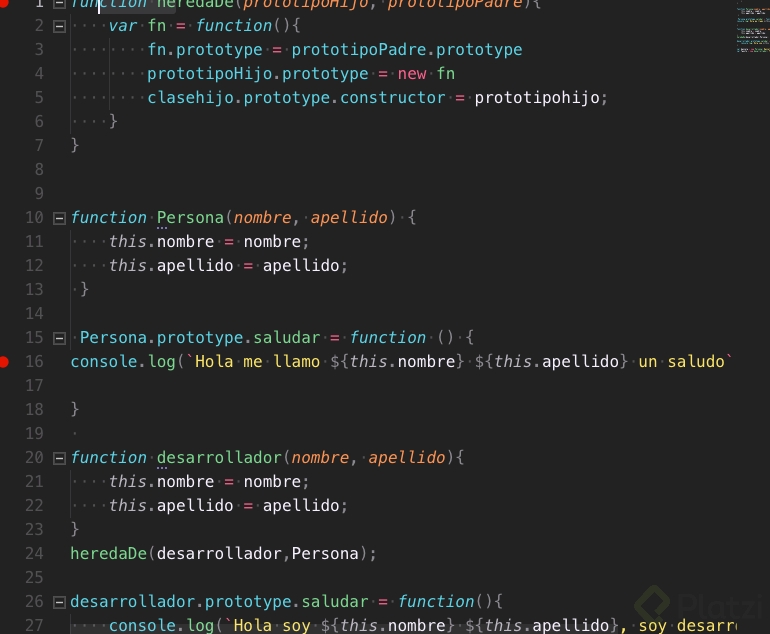 1 function heredaDe(prototipoHijo, prototipoPadre){
2 var fn = function(){
3 fn.prototype = prototipoPadre.prototype
4 prototipoHijo.prototype = new fn
5 clasehijo.prototype.constructor = prototipohijo;
6 }
7 }
8
9
10 function Persona(nombre, apellido) {
11 this.nombre = nombre;
12 this.apellido = apellido;
13 }
14
15 Persona.prototype.saludar = function () {
16 console.log(`Hola me llamo ${this.nombre} ${this.apellido} un saludo`
17
18 }
19
20 function desarrollador(nombre, apellido){
21 this.nombre = nombre;
22 this.apellido = apellido;
23 }
24 heredaDe(desarrollador,Persona);
25
26 desarrollador.prototype.saludar = function(){
27 console.log(`Hola soy ${this.nombre} ${this.apellido}, soy desarr
Platzi